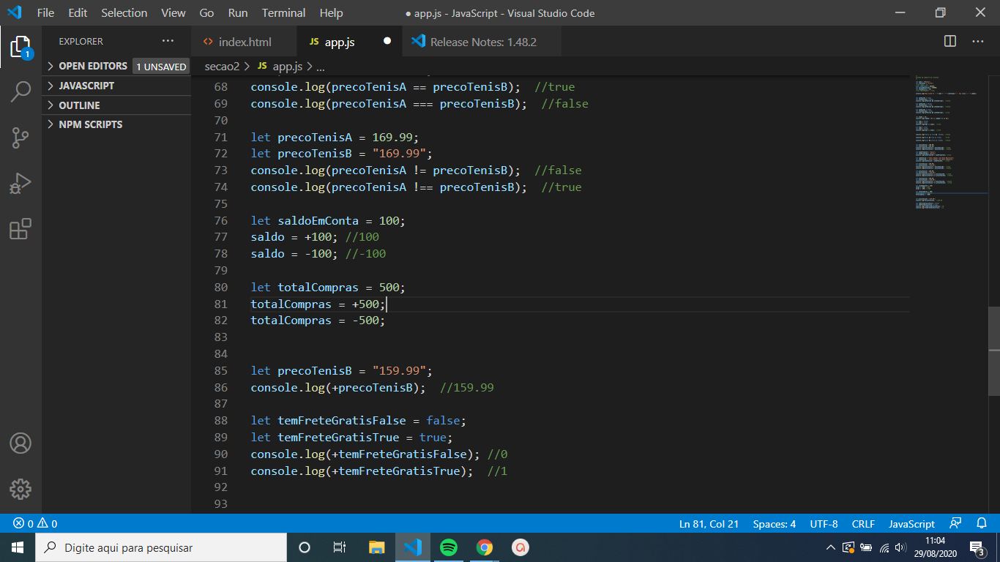 File Edit Selection View Go Run Terminal Help ● app.js - JavaScript - Visual Studio Code
EXPLORER ··· <> index.html JS app.js ● Release Notes: 1.48.2 ···
1
> OPEN EDITORS 1 UNSAVED secao2 > JS app.js > ...
> JAVASCRIPT
> OUTLINE
> NPM SCRIPTS
68 console.log(precoTenisA == precoTenisB);  //true
69 console.log(precoTenisA === precoTenisB);  //false
70
71 let precoTenisA = 169.99;
72 let precoTenisB = "169.99";
73 console.log(precoTenisA != precoTenisB);  //false
74 console.log(precoTenisA !== precoTenisB);  //true
75
76 let saldoEmConta = 100;
77 saldo = +100; //100
78 saldo = -100; //-100
79
80 let totalCompras = 500;
81 totalCompras = +500;
82 totalCompras = -500;
83
84
85 let precoTenisB = "159.99";
86 console.log(+precoTenisB);  //159.99
87
88 let temFreteGratisFalse = false;
89 let temFreteGratisTrue = true;
90 console.log(+temFreteGratisFalse); //0
91 console.log(+temFreteGratisTrue);  //1
92
93
0 0 Ln 81, Col 21 Spaces: 4 UTF-8 CRLF JavaScript
Digite aqui para pesquisar 11:04
29/08/2020 3